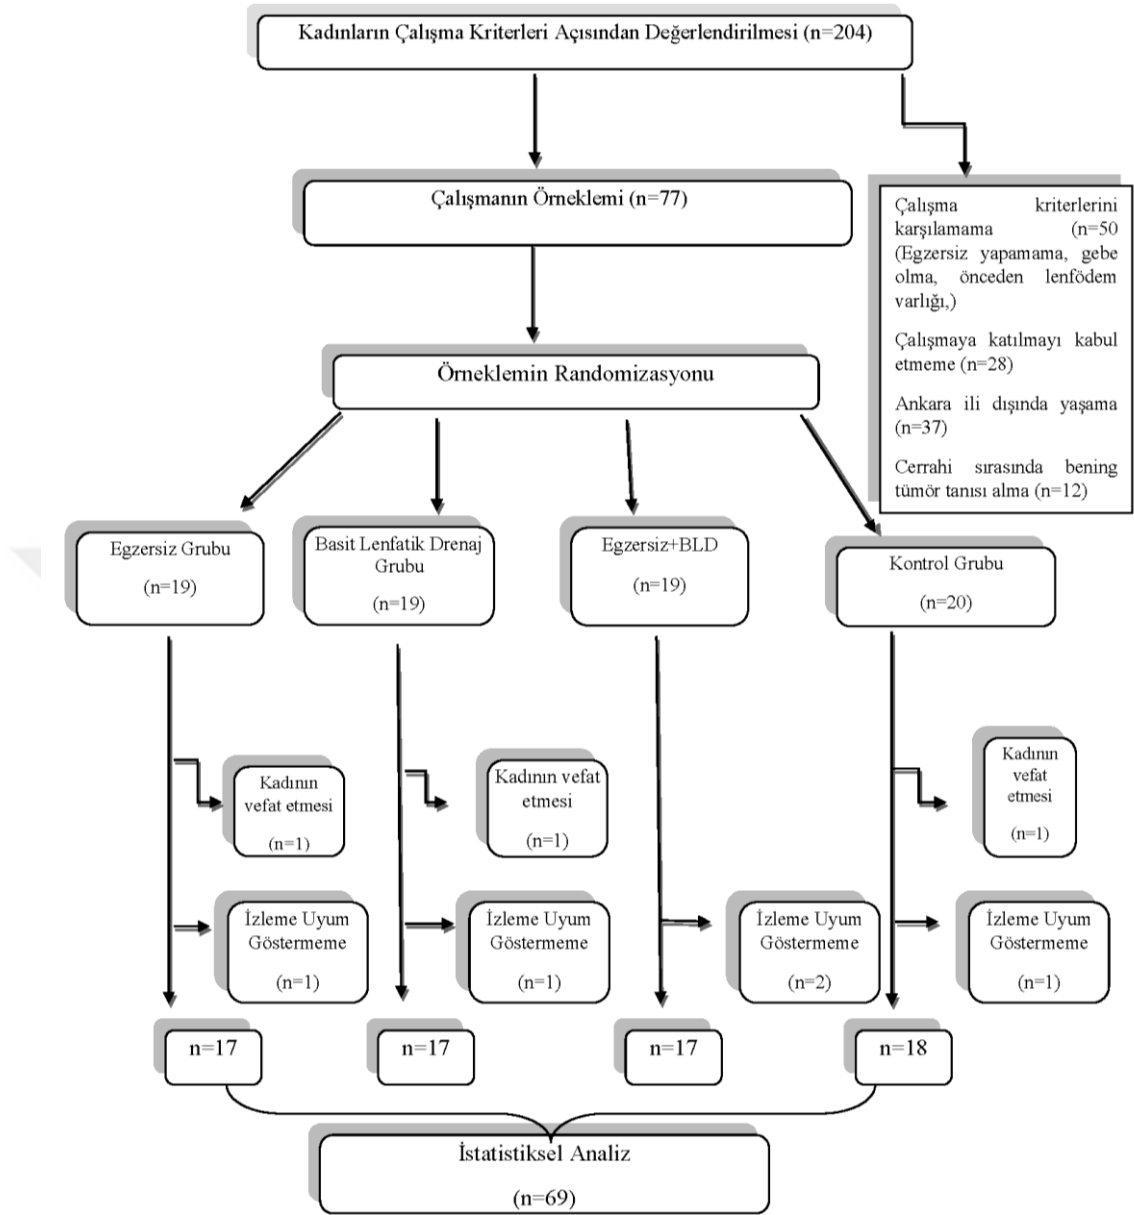 Kadınların Çalışma Kriterleri Açısından Değerlendirilmesi (n=204)
Çalışmanın Örneklemi (n=77)
Çalışma kriterlerini
karşılamama (n=50
(Egzersiz yapamama, gebe
olma, önceden lenfödem
varlığı,)
Çalışmaya katılmayı kabul
etmeme (n=28)
Ankara ili dışında yaşama
(n=37)
Cerrahi sırasında bening
tümör tanısı alma (n=12)
Örneklemin Randomizasyonu
Egzersiz Grubu
(n=19)
Basit Lenfatik Drenaj
Grubu
(n=19)
Egzersiz+BLD
(n=19)
Kontrol Grubu
(n=20)
Kadının
vefat etmesi
(n=1)
Kadının vefat
etmesi
(n=1)
Kadının
vefat
etmesi
(n=1)
İzleme Uyum
Göstermeme
(n=1)
İzleme Uyum
Göstermeme
(n=1)
İzleme Uyum
Göstermeme
(n=2)
İzleme Uyum
Göstermeme
(n=1)
n=17
n=17
n=17
n=18
İstatistiksel Analiz
(n=69)